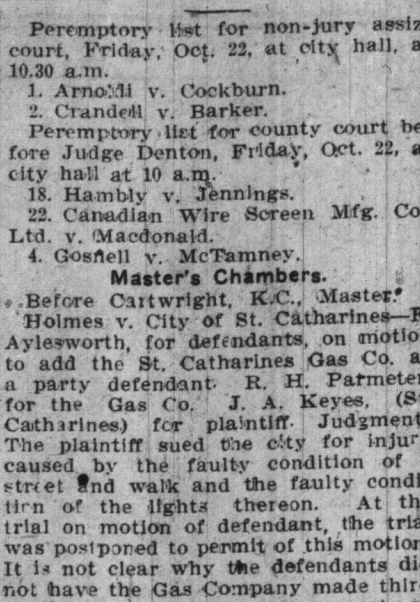 Peremptory list for non-jury assiz
court, Friday, Oct. 22, at city hall, a
10.30 a.m.
1. Arnoldi v. Cockburn.
2. Crandell v. Barker.
Peremptory list for county court be
fore Judge Denton, Friday, Oct. 22, a
city hall at 10 a.m.
18. Hambly v. Jennings.
22. Canadian Wire Screen Mfg. Co
Ltd. v. Macdonald.
4. Gosnell v. McTamney.
Master's Chambers.
Before Cartwright, K.C., Master.
Holmes v. City of St. Catharines—E
Aylesworth, for defendants, on motio
to add the St. Catharines Gas Co. a
a party defendant. R. H. Parmeter
for the Gas Co. J. A. Keyes, (S
Catharines) for plaintiff. Judgment
The plaintiff sued the city for injur
caused by the faulty condition of
street and walk and the faulty condi
tion of the lights thereon. At th
trial on motion of defendant, the tria
was postponed to permit of this motion
It is not clear why the defendants di
not have the Gas Company made thir